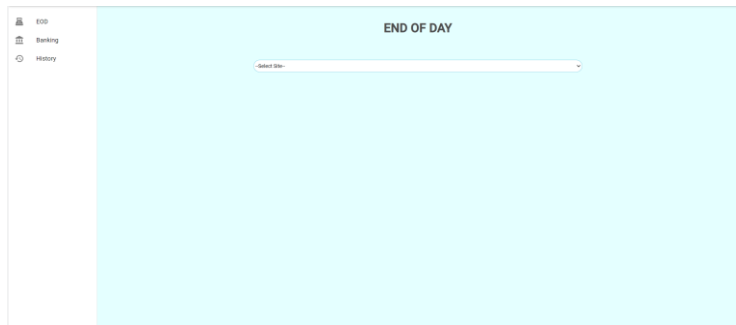 EOD
Banking
History
END OF DAY
--Select Site--